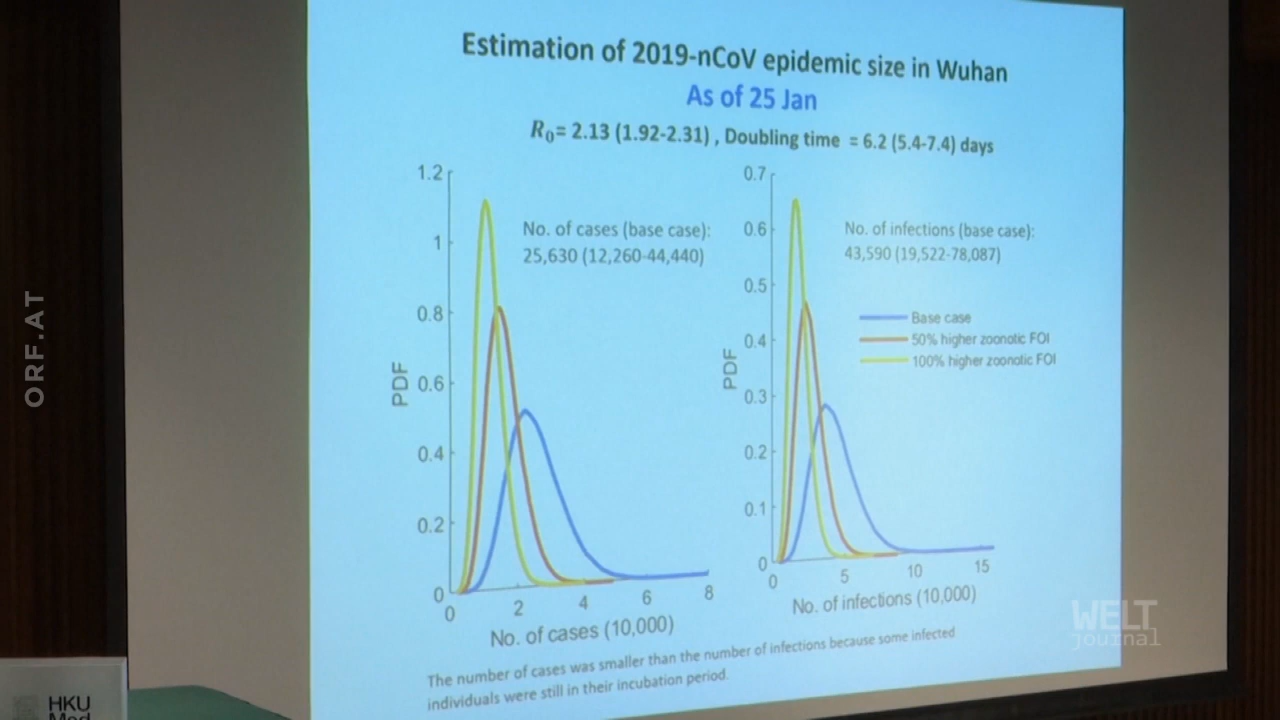 Estimation of 2019-nCoV epidemic size in Wuhan
As of 25 Jan
R0= 2.13 (1.92-2.31) , Doubling time = 6.2 (5.4-7.4) days
1.2
1
0.8
0.6
0.4
0.2
0
PDF
No. of cases (base case):
25,630 (12,260-44,440)
0 2 4 6 8
No. of cases (10,000)
0.7
0.6
0.5
0.4
0.3
0.2
0.1
0
PDF
No. of infections (base case):
43,590 (19,522-78,087)
Base case
50% higher zoonotic FOI
100% higher zoonotic FOI
0 5 10 15
No. of infections (10,000)
The number of cases was smaller than the number of infections because some infected
individuals were still in their incubation period.
ORF.AT
WELT
journal
HKU
Med